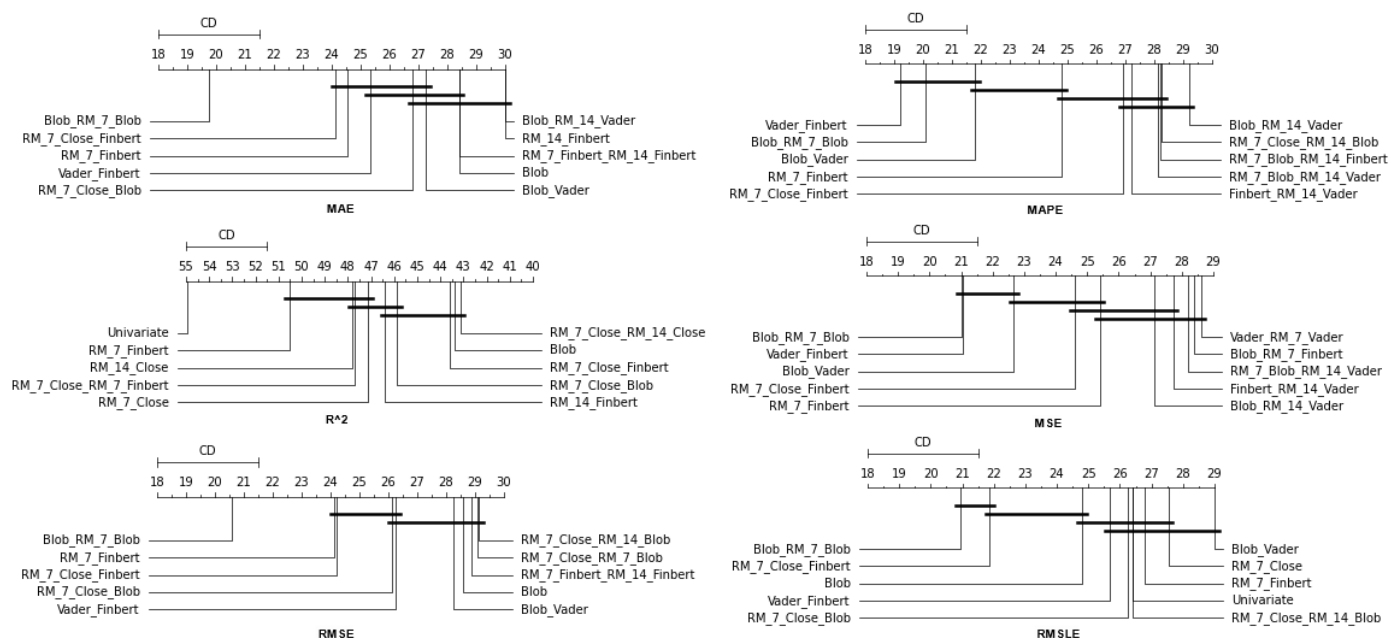 CD
18 19 20 21 22 23 24 25 26 27 28 29 30
Blob_RM_7_Blob
RM_7_Close_Finbert
RM_7_Finbert
Vader_Finbert
RM_7_Close_Blob
Blob_RM_14_Vader
RM_14_Finbert
RM_7_Finbert_RM_14_Finbert
Blob
Blob_Vader
MAE
CD
18 19 20 21 22 23 24 25 26 27 28 29 30
Vader_Finbert
Blob_RM_7_Blob
Blob_Vader
RM_7_Finbert
RM_7_Close_Finbert
Blob_RM_14_Vader
RM_7_Close_RM_14_Blob
RM_7_Blob_RM_14_Finbert
RM_7_Blob_RM_14_Vader
Finbert_RM_14_Vader
MAPE
CD
55 54 53 52 51 50 49 48 47 46 45 44 43 42 41 40
Univariate
RM_7_Finbert
RM_14_Close
RM_7_Close_RM_7_Finbert
RM_7_Close
RM_7_Close_RM_14_Close
Blob
RM_7_Close_Finbert
RM_7_Close_Blob
RM_14_Finbert
R^2
CD
18 19 20 21 22 23 24 25 26 27 28 29
Blob_RM_7_Blob
Vader_Finbert
Blob_Vader
RM_7_Close_Finbert
RM_7_Finbert
Vader_RM_7_Vader
Blob_RM_7_Finbert
RM_7_Blob_RM_14_Vader
Finbert_RM_14_Vader
Blob_RM_14_Vader
MSE
CD
18 19 20 21 22 23 24 25 26 27 28 29 30
Blob_RM_7_Blob
RM_7_Finbert
RM_7_Close_Finbert
RM_7_Close_Blob
Vader_Finbert
RM_7_Close_RM_14_Blob
RM_7_Close_RM_7_Blob
RM_7_Finbert_RM_14_Finbert
Blob
Blob_Vader
RMSE
CD
18 19 20 21 22 23 24 25 26 27 28 29
Blob_RM_7_Blob
RM_7_Close_Finbert
Blob
Vader_Finbert
RM_7_Close_Blob
Blob_Vader
RM_7_Close
RM_7_Finbert
Univariate
RM_7_Close_RM_14_Blob
RMSLE